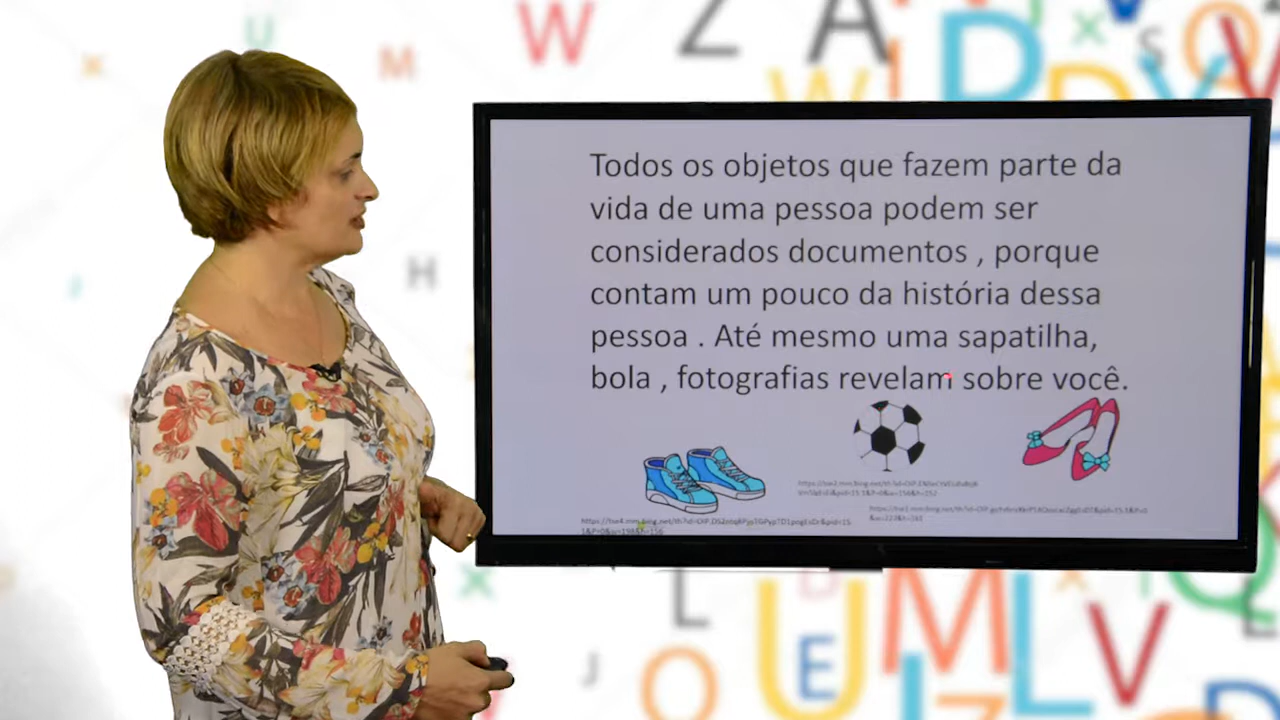 Todos os objetos que fazem parte da
vida de uma pessoa podem ser
considerados documentos , porque
contam um pouco da história dessa
pessoa . Até mesmo uma sapatilha,
bola , fotografias revelam sobre você.